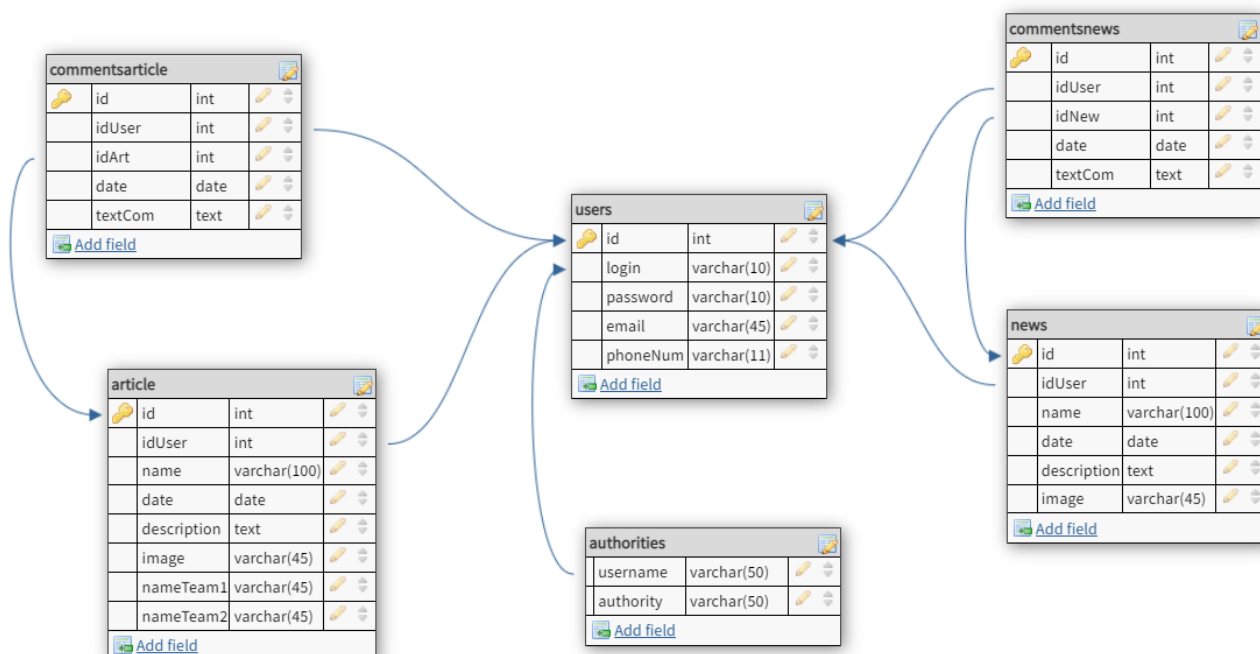 commentsarticle
id int
idUser int
idArt int
date date
textCom text
Add field
article
id int
idUser int
name varchar(100)
date date
description text
image varchar(45)
nameTeam1 varchar(45)
nameTeam2 varchar(45)
Add field
users
id int
login varchar(10)
password varchar(10)
email varchar(45)
phoneNum varchar(11)
Add field
authorities
username varchar(50)
authority varchar(50)
Add field
commentsnews
id int
idUser int
idNew int
date date
textCom text
Add field
news
id int
idUser int
name varchar(100)
date date
description text
image varchar(45)
Add field